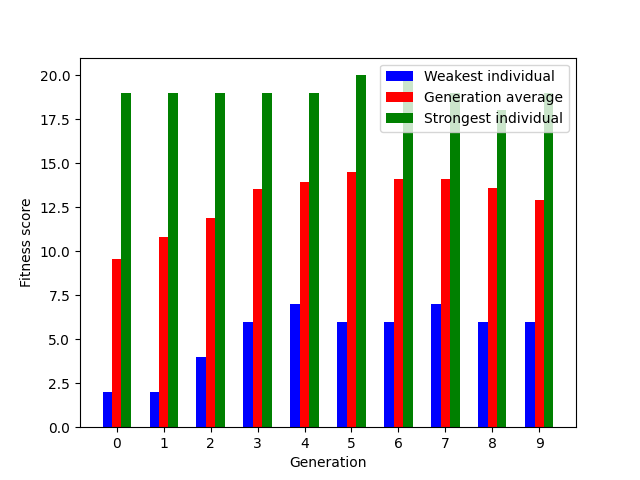 20.0
17.5
15.0
12.5
10.0
7.5
5.0
2.5
0.0
Fitness score
Weakest individual
Generation average
Strongest individual
0 1 2 3 4 5 6 7 8 9
Generation